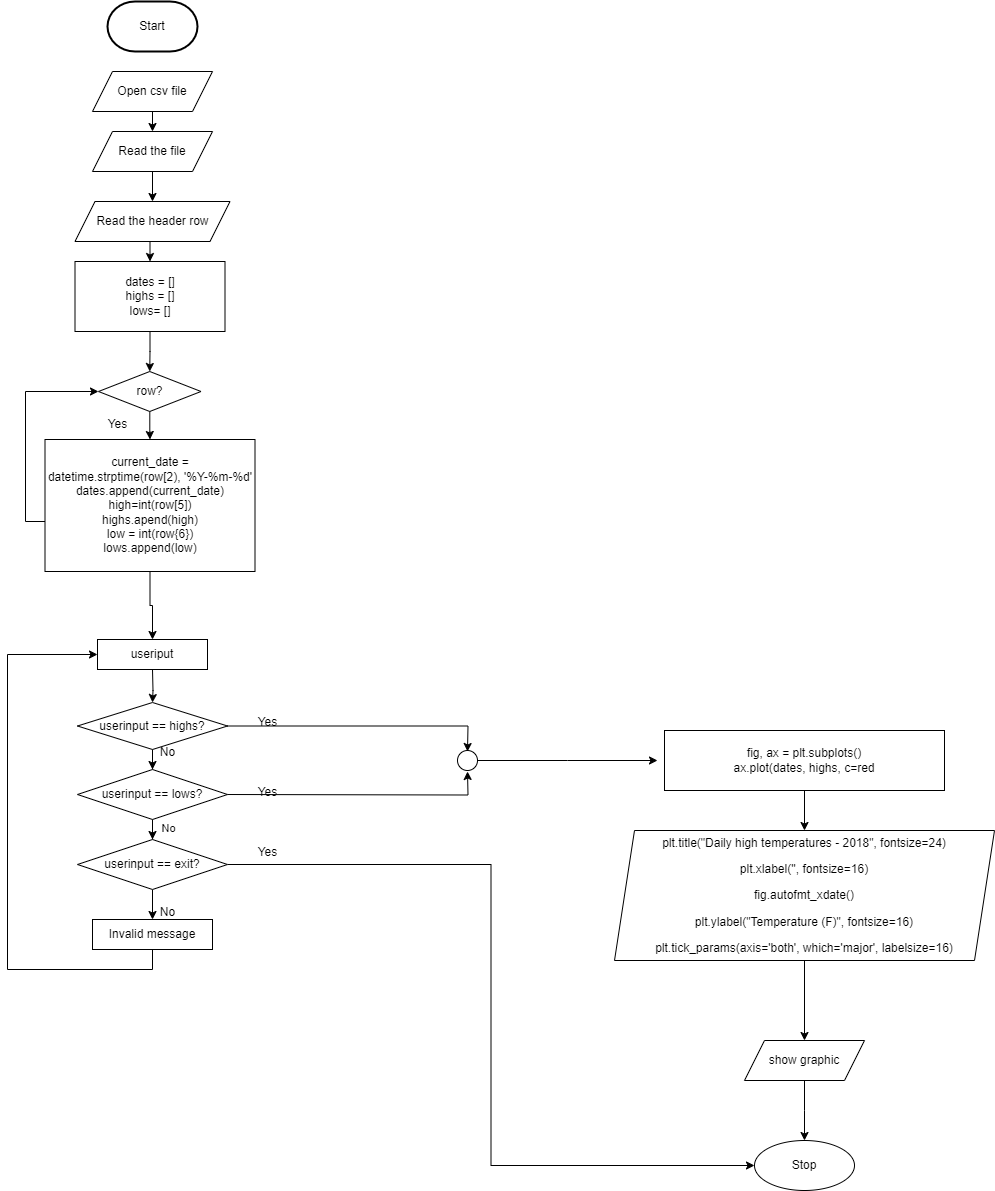 Start
Open csv file
Read the file
Read the header row
dates = []
highs = []
lows= []
row?
Yes
current_date =
datetime.strptime(row[2), '%Y-%m-%d'
dates.append(current_date)
high=int(row[5])
highs.apend(high)
low = int(row{6})
lows.append(low)
useriput
userinput == highs?
Yes
No
userinput == lows?
Yes
No
userinput == exit?
Yes
No
Invalid message
fig, ax = plt.subplots()
ax.plot(dates, highs, c=red
plt.title("Daily high temperatures - 2018", fontsize=24)
plt.xlabel('', fontsize=16)
fig.autofmt_xdate()
plt.ylabel("Temperature (F)", fontsize=16)
plt.tick_params(axis='both', which='major', labelsize=16)
show graphic
Stop